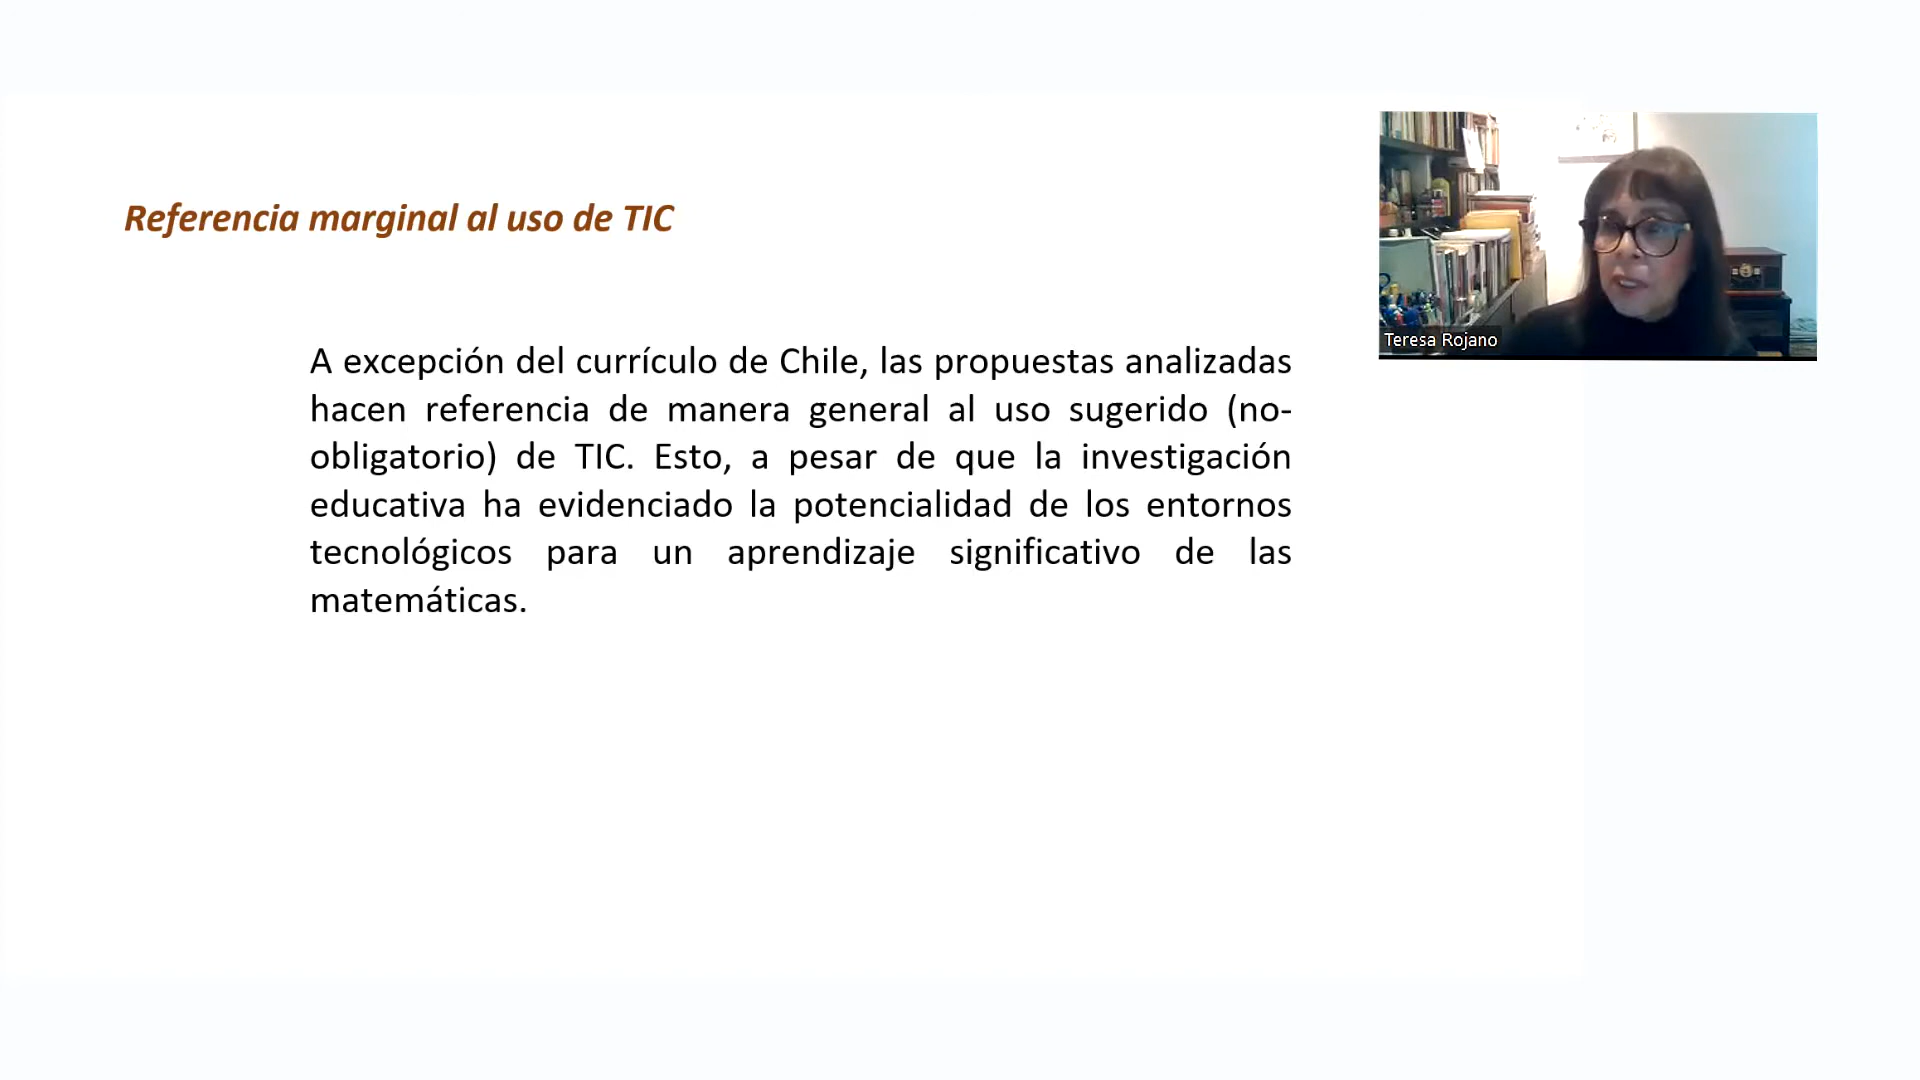 Referencia marginal al uso de TIC
A excepción del currículo de Chile, las propuestas analizadas
hacen referencia de manera general al uso sugerido (no-
obligatorio) de TIC. Esto, a pesar de que la investigación
educativa ha evidenciado la potencialidad de los entornos
tecnológicos para un aprendizaje significativo de las
matemáticas.
Teresa Rojano